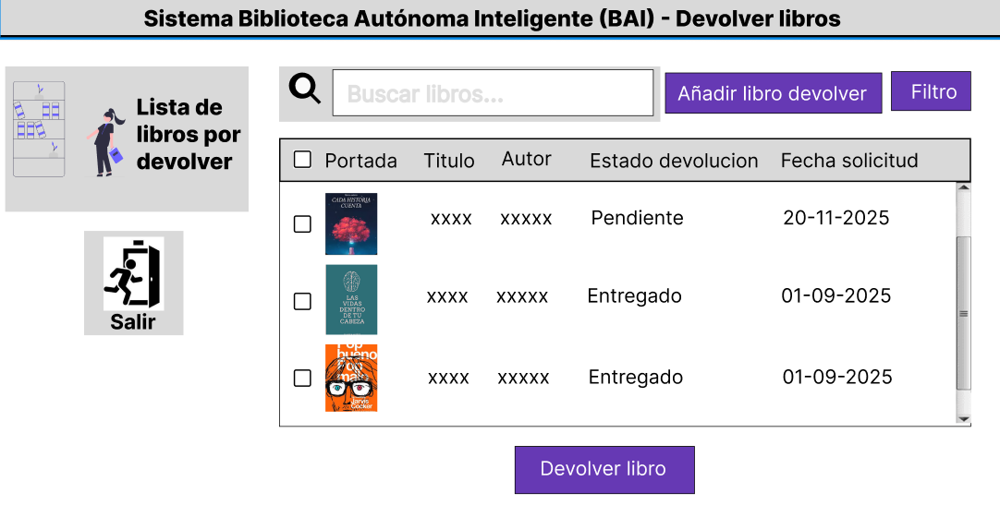 Sistema Biblioteca Autónoma Inteligente (BAI) - Devolver libros
Lista de
libros por
devolver
Salir
Buscar libros...
Añadir libro devolver
Filtro
Portada Titulo Autor Estado devolucion Fecha solicitud
CADA HISTORIA
CUENTA
xxxx xxxxx Pendiente 20-11-2025
LAS
VIDAS
DENTRO
DE TU
CABEZA
xxxx xxxxx Entregado 01-09-2025
Pop
bueno
Pop
malo
Jarvis
Cocker
xxxx xxxxx Entregado 01-09-2025
Devolver libro